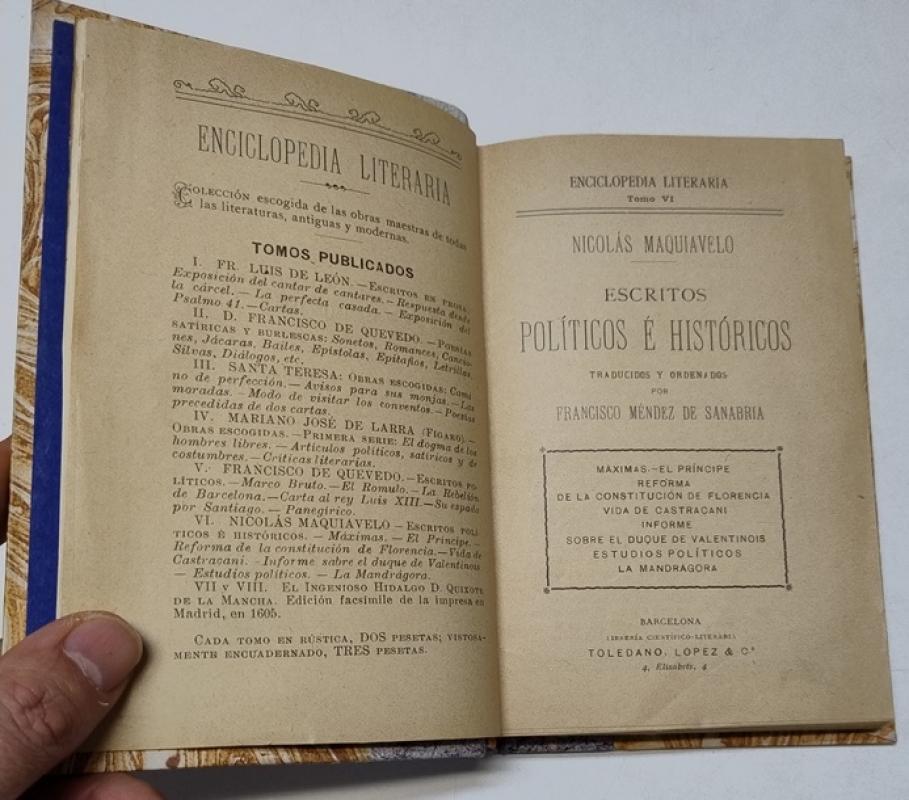 ENCICLOPEDIA LITERARIA
COLECCIÓN escogida de las obras maestras de todas
las literaturas, antiguas y modernas.
TOMOS PUBLICADOS
I. FR. LUIS DE LEÓN.—ESCRITOS EN PROSA.
Exposición del cantar de cantares.—Respuesta desde
la cárcel.—La perfecta casada.—Exposición del
Psalmo 41.—Cartas.
II. D. FRANCISCO DE QUEVEDO.—POESÍAS
SATÍRICAS Y BURLESCAS: Sonetos, Romances, Cancio-
nes, Jácaras, Bailes, Epístolas, Epitafios, Letrillas,
Silvas, Diálogos, etc.
III. SANTA TERESA: OBRAS ESCOGIDAS: Cami
no de perfección.—Avisos para sus monjas.—Las
moradas.—Modo de visitar los conventos.—Poesías
precedidas de dos cartas.
IV. MARIANO JOSÉ DE LARRA (FÍGARO).—
OBRAS ESCOGIDAS.—PRIMERA SERIE: El dogma de los
hombres libres.—Artículos políticos, satíricos y de
costumbres.—Críticas literarias.
V. FRANCISCO DE QUEVEDO.—ESCRITOS PO-
LÍTICOS.—Marco Bruto.—El Romulo.—La Rebelión
de Barcelona.—Carta al rey Luis XIII.—Su espada
por Santiago.—Panegírico.
VI. NICOLÁS MAQUIAVELO—ESCRITOS POLÍ-
TICOS É HISTÓRICOS.—Máximas.—El Príncipe.—
Reforma de la constitución de Florencia.—Vida de
Castracani.-Informe sobre el duque de Valentinois
—Estudios políticos.—La Mandrágora.
VII Y VIII. EL INGENIOSO HIDALGO D. QUIXOTE
DE LA MANCHA. Edición facsimile de la impresa en
Madrid, en 1605.
CADA TOMO EN RÚSTICA, DOS PESETAS; VISTOSA-
MENTE ENCUADERNADO, TRES PESETAS.
ENCICLOPEDIA LITERARIA
Tomo VI
NICOLÁS MAQUIAVELO
ESCRITOS
POLÍTICOS É HISTÓRICOS
TRADUCIDOS Y ORDENADOS
POR
FRANCISCO MÉNDEZ DE SANABRIA
MÁXIMAS.—EL PRÍNCIPE
REFORMA
DE LA CONSTITUCIÓN DE FLORENCIA
VIDA DE CASTRACANI
INFORME
SOBRE EL DUQUE DE VALENTINOIS
ESTUDIOS POLÍTICOS
LA MANDRAGORA
BARCELONA
LIBRERÍA CIENTÍFICO-LITERARIA
TOLEDANO, LOPEZ & Cª
4, Elisabets, 4